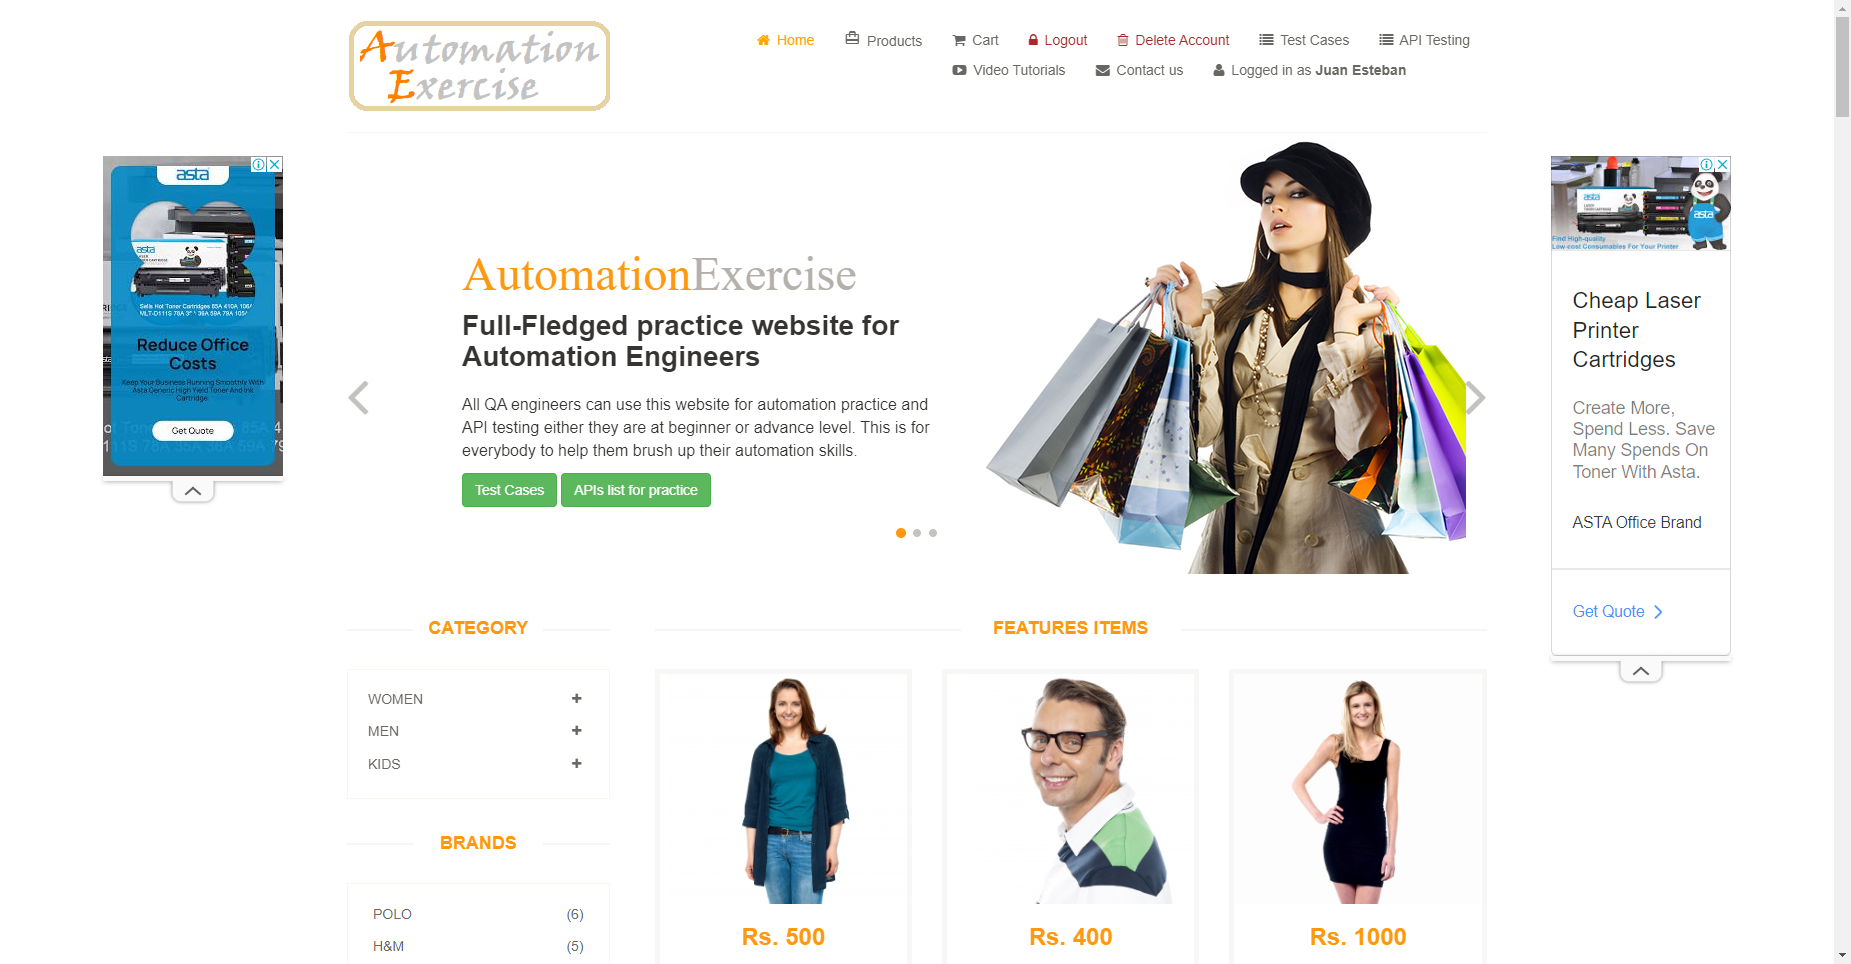 Automation
Exercise
Home
Products
Cart
Logout
Delete Account
Test Cases
API Testing
Video Tutorials
Contact us
Logged in as Juan Esteban
asta
asta
Sells Hot Toner Cartridges 85A 410A 106A
MLT-D111S 78A
36A 59A 79A 105A
Reduce Office
Costs
Keep Your Business Running Smoothly With
Asta Generic High Yield Toner And Ink
Cartridge
Get Quote
AutomationExercise
Full-Fledged practice website for
Automation Engineers
All QA engineers can use this website for automation practice and
API testing either they are at beginner or advance level. This is for
everybody to help them brush up their automation skills.
Test Cases
APIs list for practice
asta
asta
Find High-quality
Low-cost Consumables For Your Printer
Cheap Laser
Printer
Cartridges
Create More,
Spend Less. Save
Many Spends On
Toner With Asta.
ASTA Office Brand
Get Quote
CATEGORY
WOMEN
MEN
KIDS
BRANDS
POLO (6)
H&M (5)
FEATURES ITEMS
Rs. 500
Rs. 400
Rs. 1000